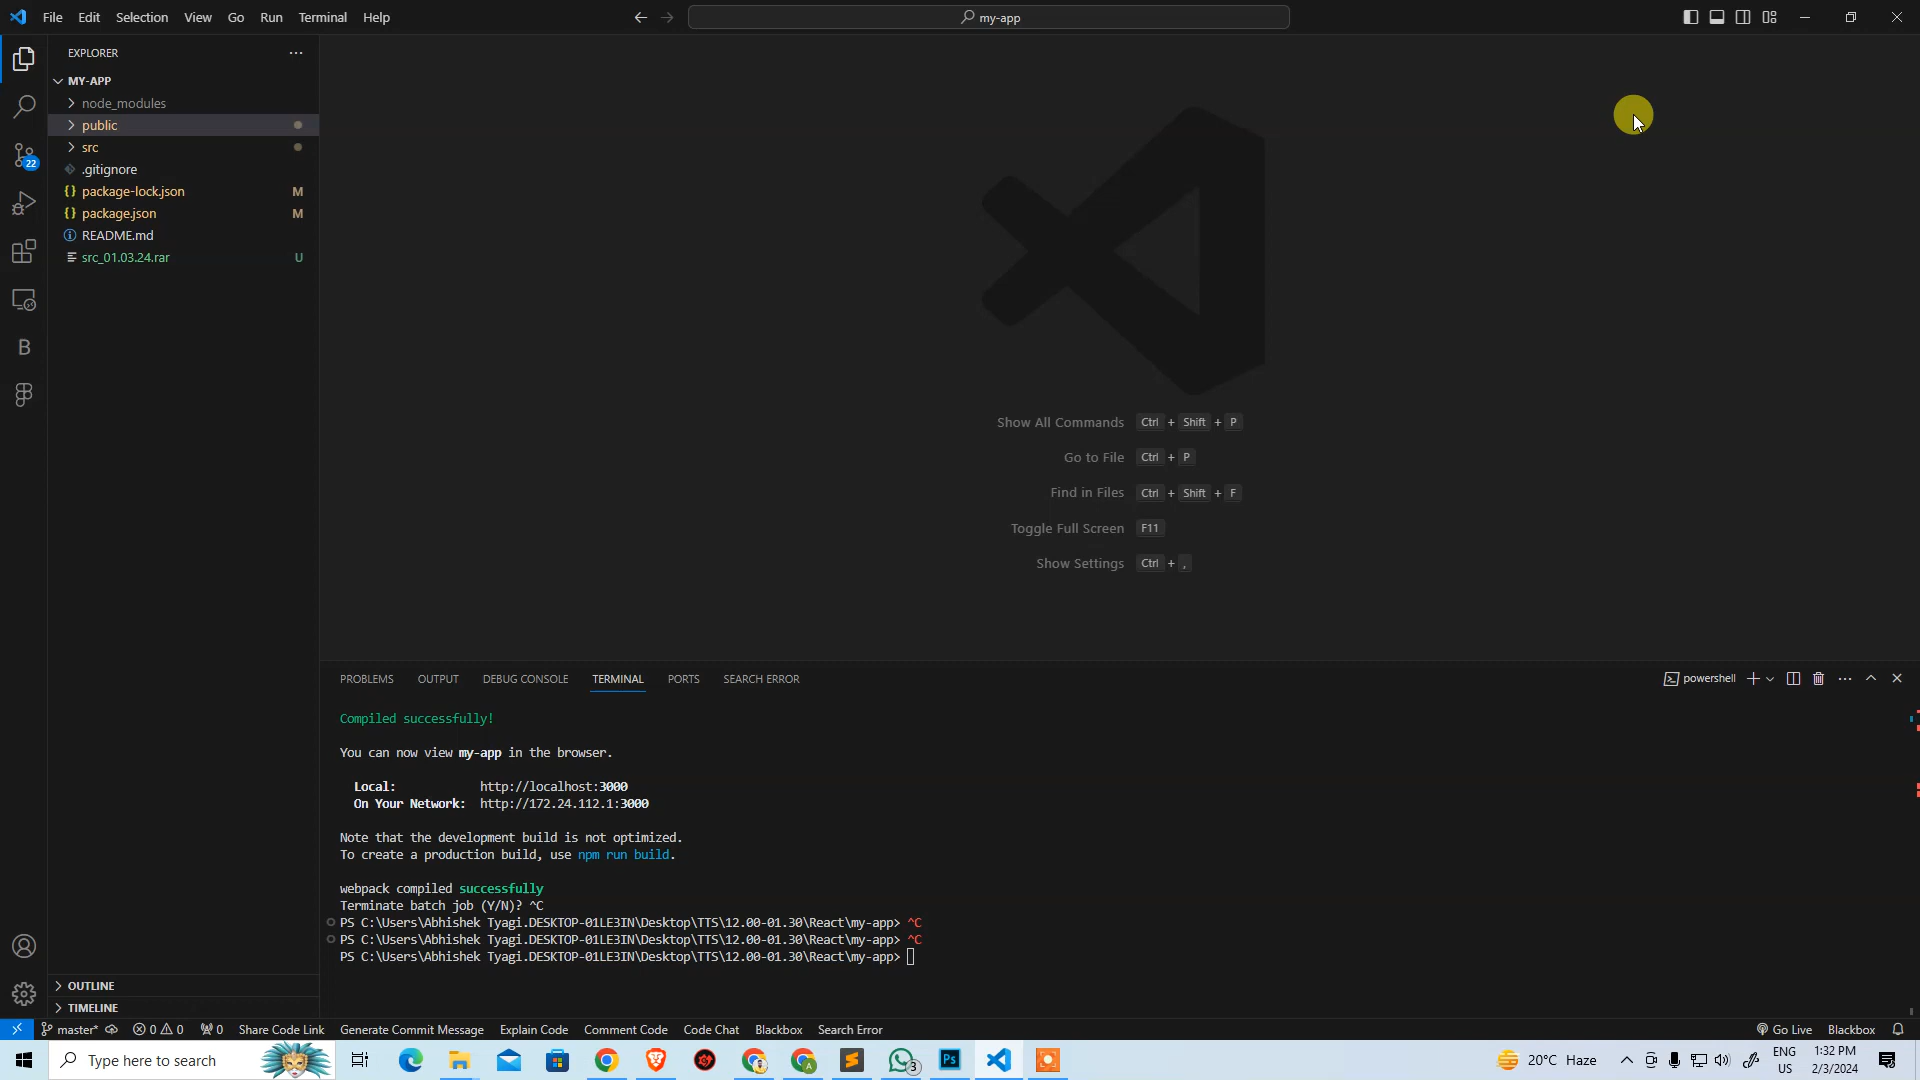 File Edit Selection View Go Run Terminal Help
my-app
EXPLORER
MY-APP
node_modules
public
src
.gitignore
{} package-lock.json M
{} package.json M
README.md
src_01.03.24.rar U
22
B
Show All Commands Ctrl + Shift + P
Go to File Ctrl + P
Find in Files Ctrl + Shift + F
Toggle Full Screen F11
Show Settings Ctrl + ,
PROBLEMS OUTPUT DEBUG CONSOLE TERMINAL PORTS SEARCH ERROR
powershell
Compiled successfully!
You can now view my-app in the browser.
Local: http://localhost:3000
On Your Network: http://172.24.112.1:3000
Note that the development build is not optimized.
To create a production build, use npm run build.
webpack compiled successfully
Terminate batch job (Y/N)? ^C
PS C:\Users\Abhishek Tyagi.DESKTOP-01LE3IN\Desktop\TTS\12.00-01.30\React\my-app> ^C
PS C:\Users\Abhishek Tyagi.DESKTOP-01LE3IN\Desktop\TTS\12.00-01.30\React\my-app> ^C
PS C:\Users\Abhishek Tyagi.DESKTOP-01LE3IN\Desktop\TTS\12.00-01.30\React\my-app>
OUTLINE
TIMELINE
master* 0 0 0 Share Code Link Generate Commit Message Explain Code Comment Code Code Chat Blackbox Search Error
Go Live Blackbox
Type here to search
3
Ps
20°C Haze
ENG
US
1:32 PM
2/3/2024